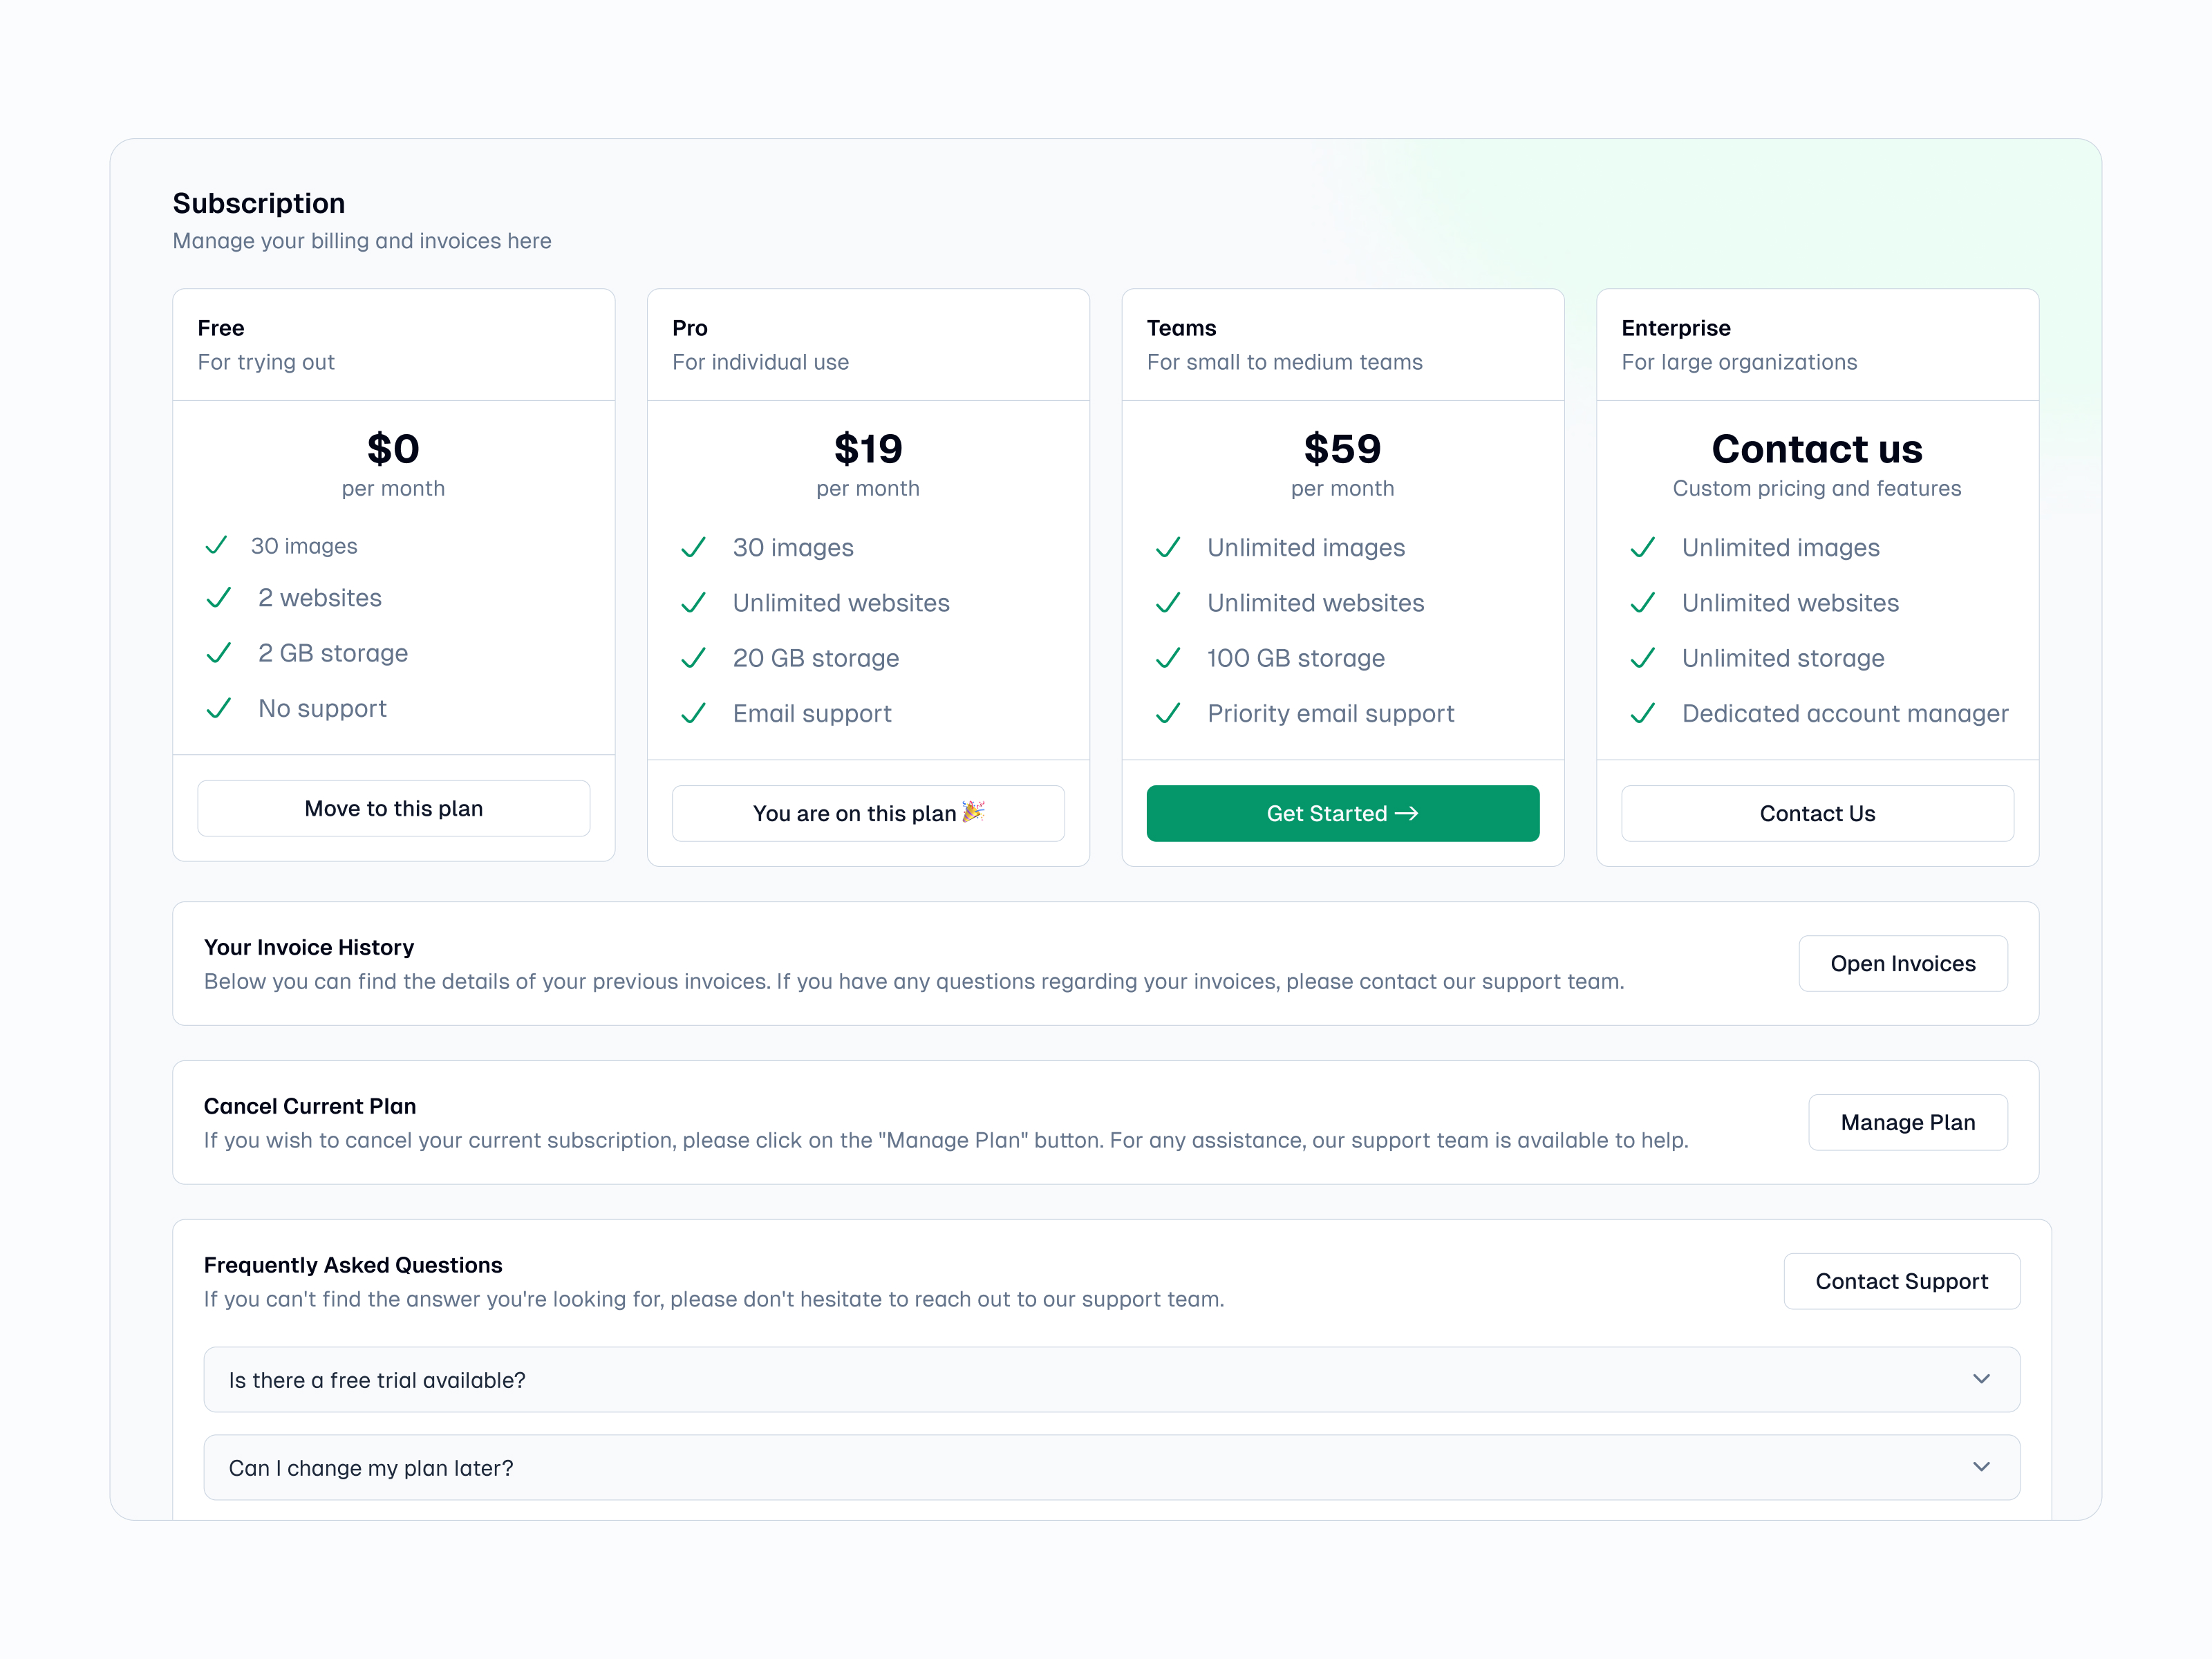 Subscription
Manage your billing and invoices here
Free
For trying out
$0
per month
30 images
2 websites
2 GB storage
No support
Move to this plan
Pro
For individual use
$19
per month
30 images
Unlimited websites
20 GB storage
Email support
You are on this plan 🎉
Teams
For small to medium teams
$59
per month
Unlimited images
Unlimited websites
100 GB storage
Priority email support
Get Started →
Enterprise
For large organizations
Contact us
Custom pricing and features
Unlimited images
Unlimited websites
Unlimited storage
Dedicated account manager
Contact Us
Your Invoice History
Below you can find the details of your previous invoices. If you have any questions regarding your invoices, please contact our support team.
Open Invoices
Cancel Current Plan
If you wish to cancel your current subscription, please click on the "Manage Plan" button. For any assistance, our support team is available to help.
Manage Plan
Frequently Asked Questions
If you can't find the answer you're looking for, please don't hesitate to reach out to our support team.
Contact Support
Is there a free trial available?
Can I change my plan later?